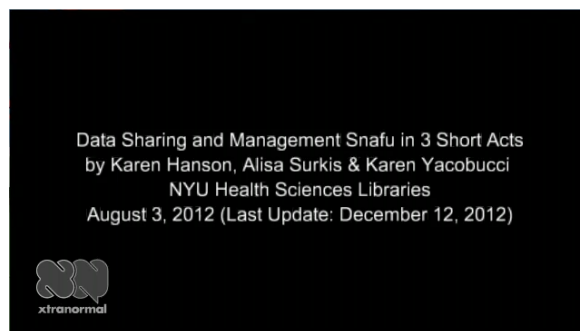 Data Sharing and Management Snafu in 3 Short Acts
by Karen Hanson, Alisa Surkis & Karen Yacobucci
NYU Health Sciences Libraries
August 3, 2012 (Last Update: December 12, 2012)
xtranormal